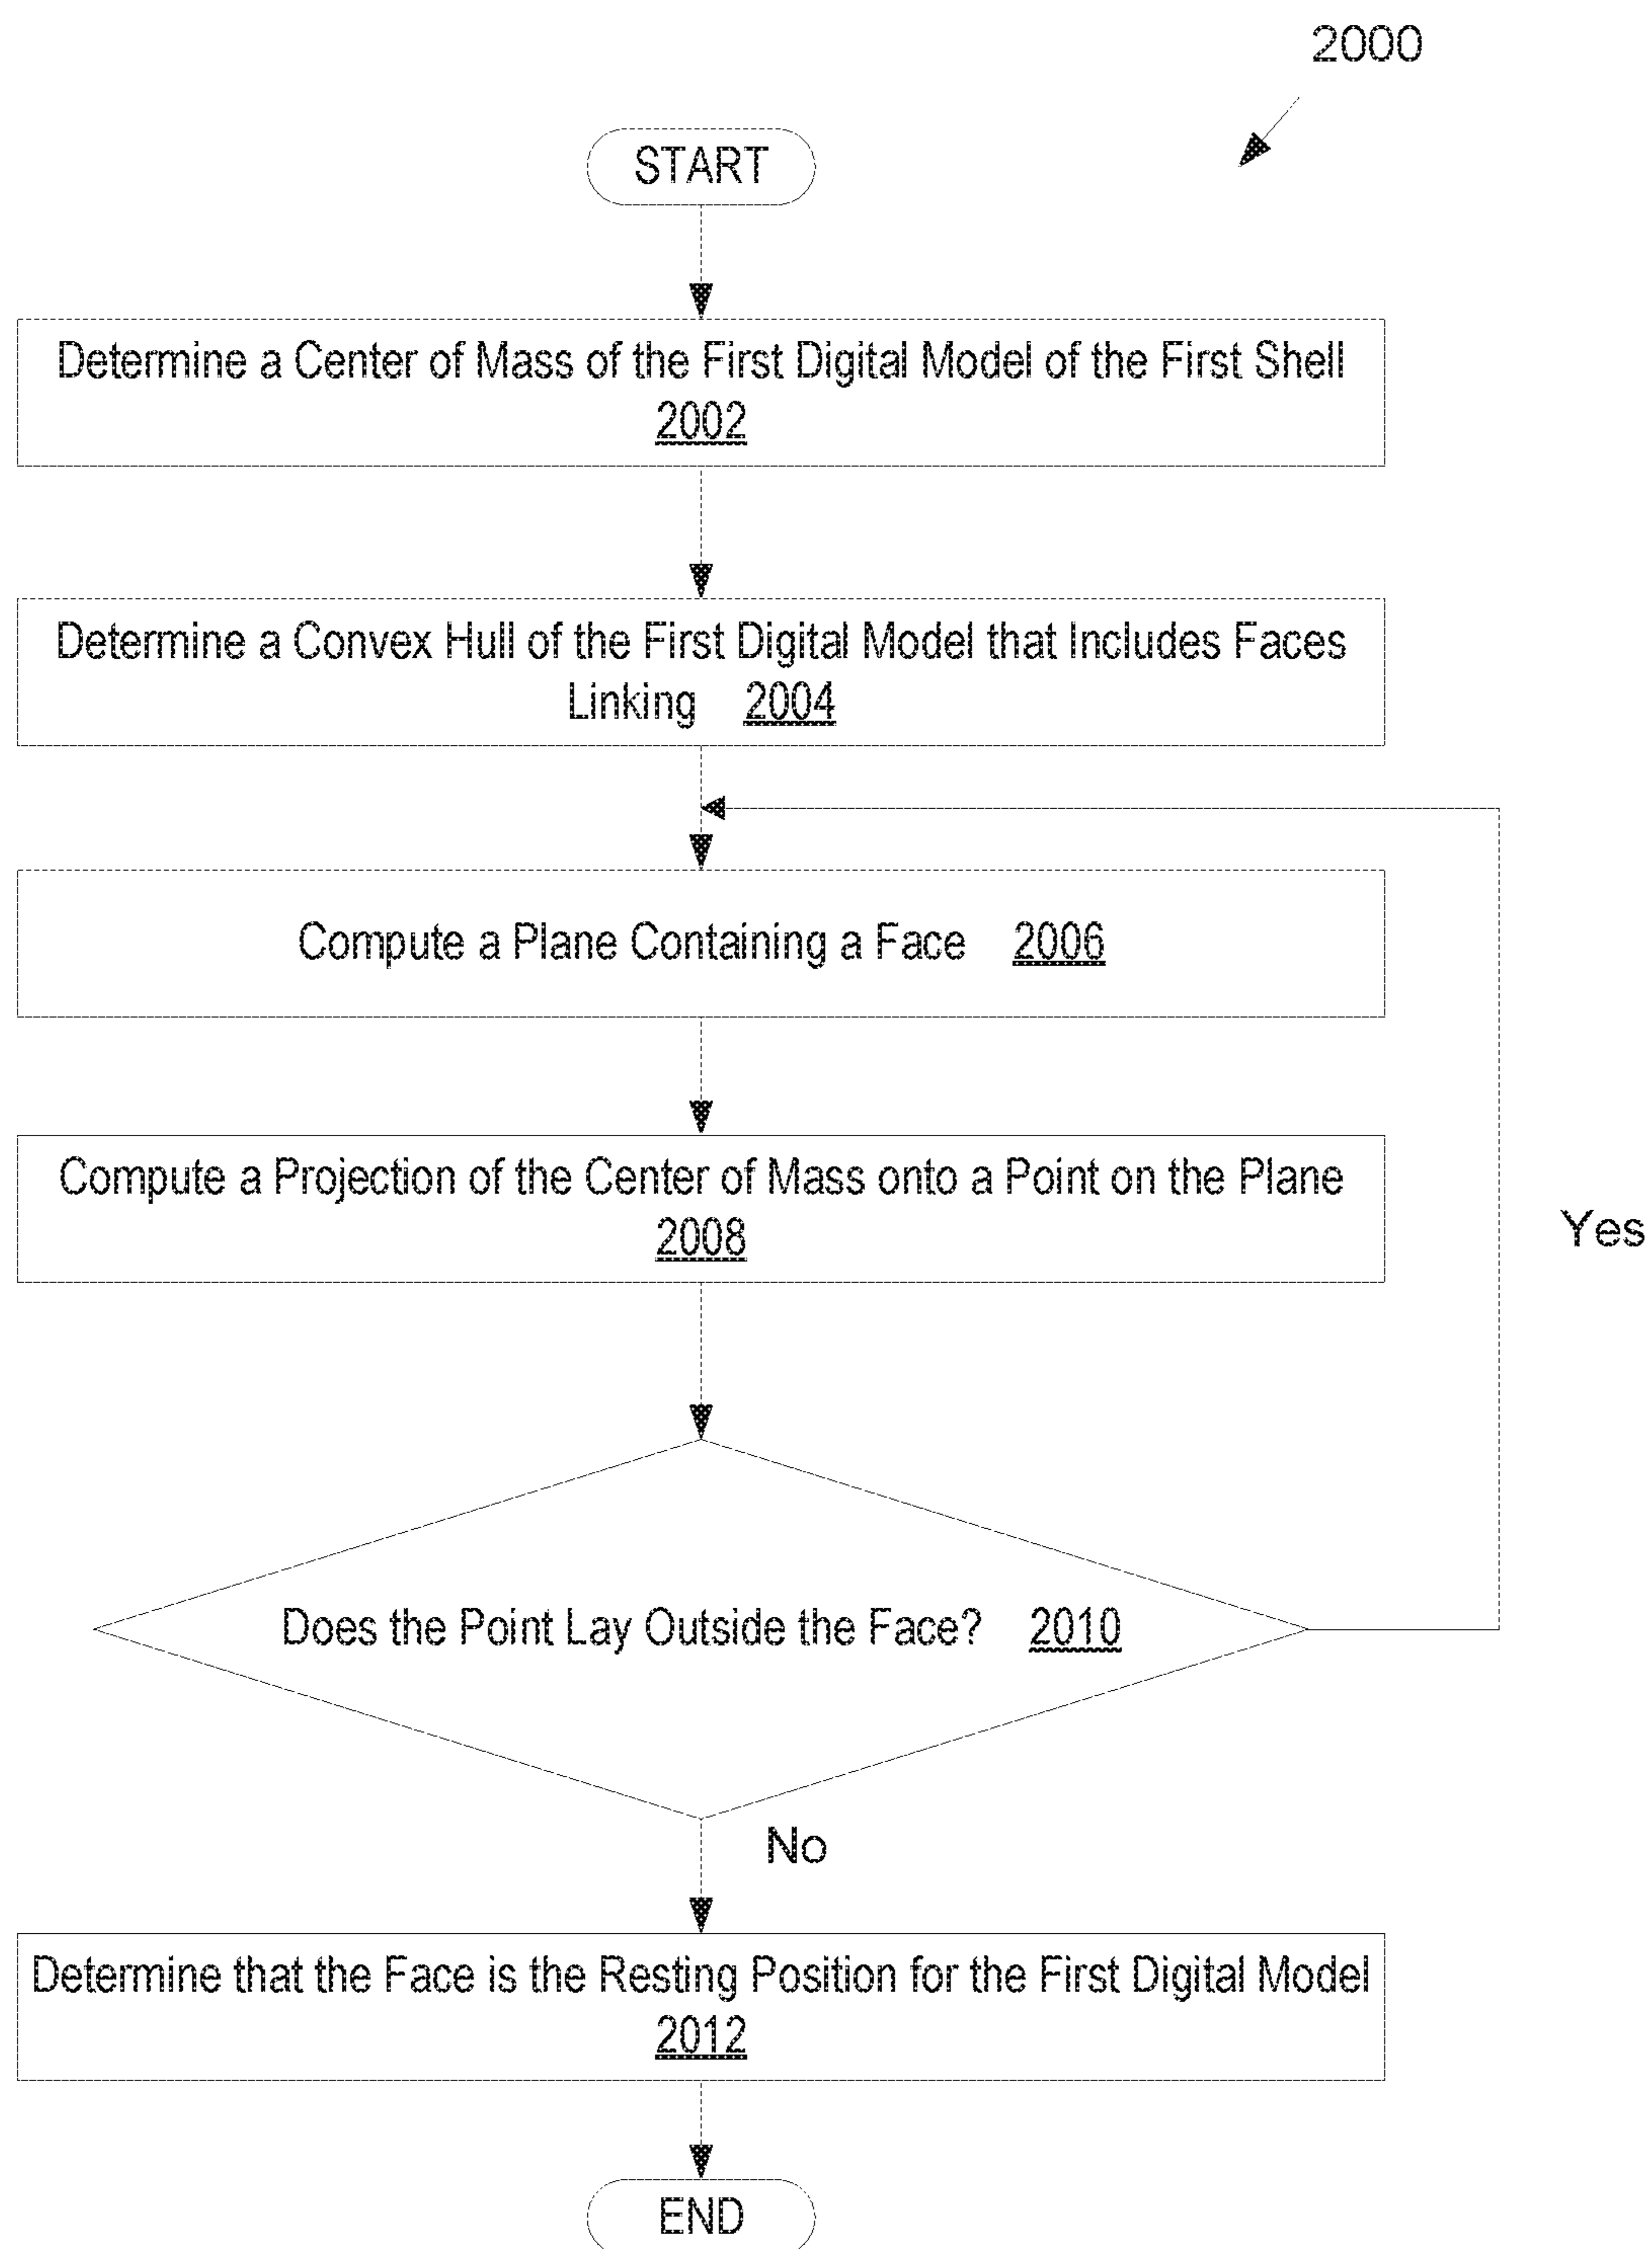 2000
START
Determine a Center of Mass of the First Digital Model of the First Shell
2002
Determine a Convex Hull of the First Digital Model that Includes Faces
Linking 2004
Compute a Plane Containing a Face 2006
Compute a Projection of the Center of Mass onto a Point on the Plane
2008
Yes
Does the Point Lay Outside the Face? 2010
No
Determine that the Face is the Resting Position for the First Digital Model
2012
END